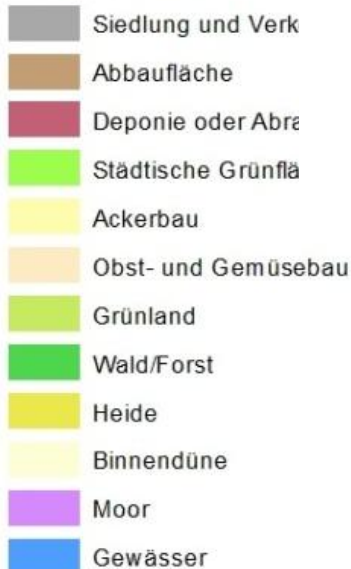 Siedlung und Verk
Abbaufläche
Deponie oder Abra
Städtische Grünflä
Ackerbau
Obst- und Gemüsebau
Grünland
Wald/Forst
Heide
Binnendüne
Moor
Gewässer